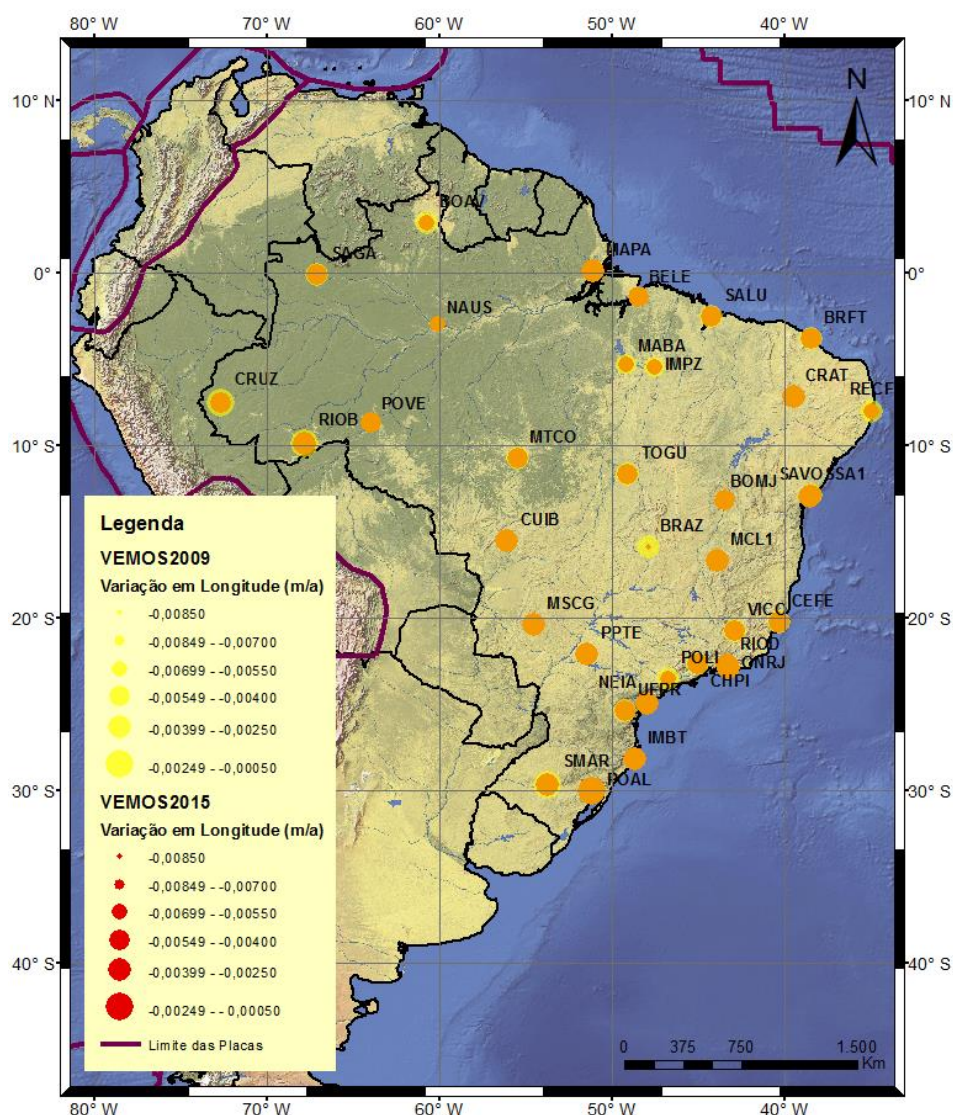 80° W 70° W 60° W 50° W 40° W
10° N 10° N
N
BOAV
SAGA
MAPA
0° 0°
BELE
SALU
NAUS
BRFT
MABA
IMPZ
CRAT
RECF
CRUZ
POVE
RIOB
10° S 10° S
MTCO
TOGU
BOMJ
SAVO
SSA1
CUIB
BRAZ
MCL1
MSCG
VICC
CEFE
20° S 20° S
PPTE
RIOD
POLI
ONRJ
CHPI
NEIA
UFPR
IMBT
SMAR
POAL
30° S 30° S
40° S 40° S
Legenda
VEMOS2009
Variação em Longitude (m/a)
-0,00850
-0,00849 - -0,00700
-0,00699 - -0,00550
-0,00549 - -0,00400
-0,00399 - -0,00250
-0,00249 - -0,00050
VEMOS2015
Variação em Longitude (m/a)
-0,00850
-0,00849 - -0,00700
-0,00699 - -0,00550
-0,00549 - -0,00400
-0,00399 - -0,00250
-0,00249 - -0,00050
Limite das Placas
0 375 750 1.500
Km
80° W 70° W 60° W 50° W 40° W